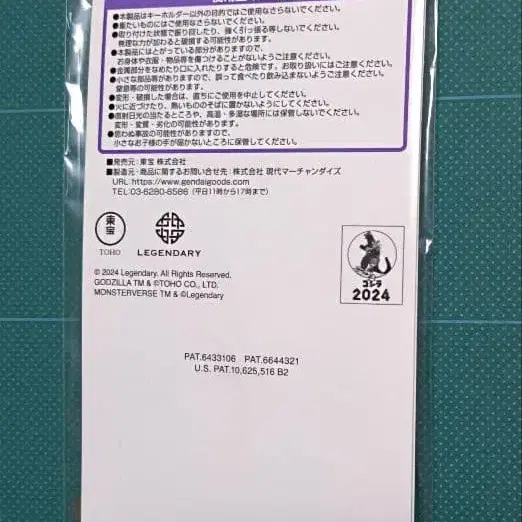 ●本製品はキーホルダー以外の目的ではご使用なさらないでください。
●重たいものにはご使用なさらないでください。
●取り付けた状態で振り回したり、強く引っ張る等しないでください。
無理な力が加わると破損する可能性があります。
●本製品にはとがっている部分がありますので、
お身体や衣服・物品等を傷つけることがないようご注意ください。
●金属部分をなめたり口に入れたりすると危険です。お取り扱いにはご注意ください。
●小さな部品等がありますので、誤って食べたり飲み込まないようご注意ください。
窒息等の可能性があります。
●変形・破損した場合は、直ちにご使用を中止してください。
●火に近づけたり、熱いもののそばに置かないようにしてください。
●直射日光の当たるところや、高温・多湿な場所には保管しないでください。
変形・変質・劣化の可能性があります。
●思わぬ事故の可能性がありますので、
小さなお子様の手が届かないところに保管してください。
■発売元:東宝 株式会社
■製造元・商品に関するお問い合せ先:株式会社 現代マーチャンダイズ
URL:https://www.gendaigoods.com
TEL:03-6280-6586（平日11時から17時まで）
東宝
TOHO
LEGENDARY
© 2024 Legendary. All Rights Reserved.
GODZILLA TM & ©TOHO CO., LTD.
MONSTERVERSE TM & ©Legendary
ゴジラ
2024
PAT.6433106 PAT.6644321
U.S. PAT.10,625,516 B2